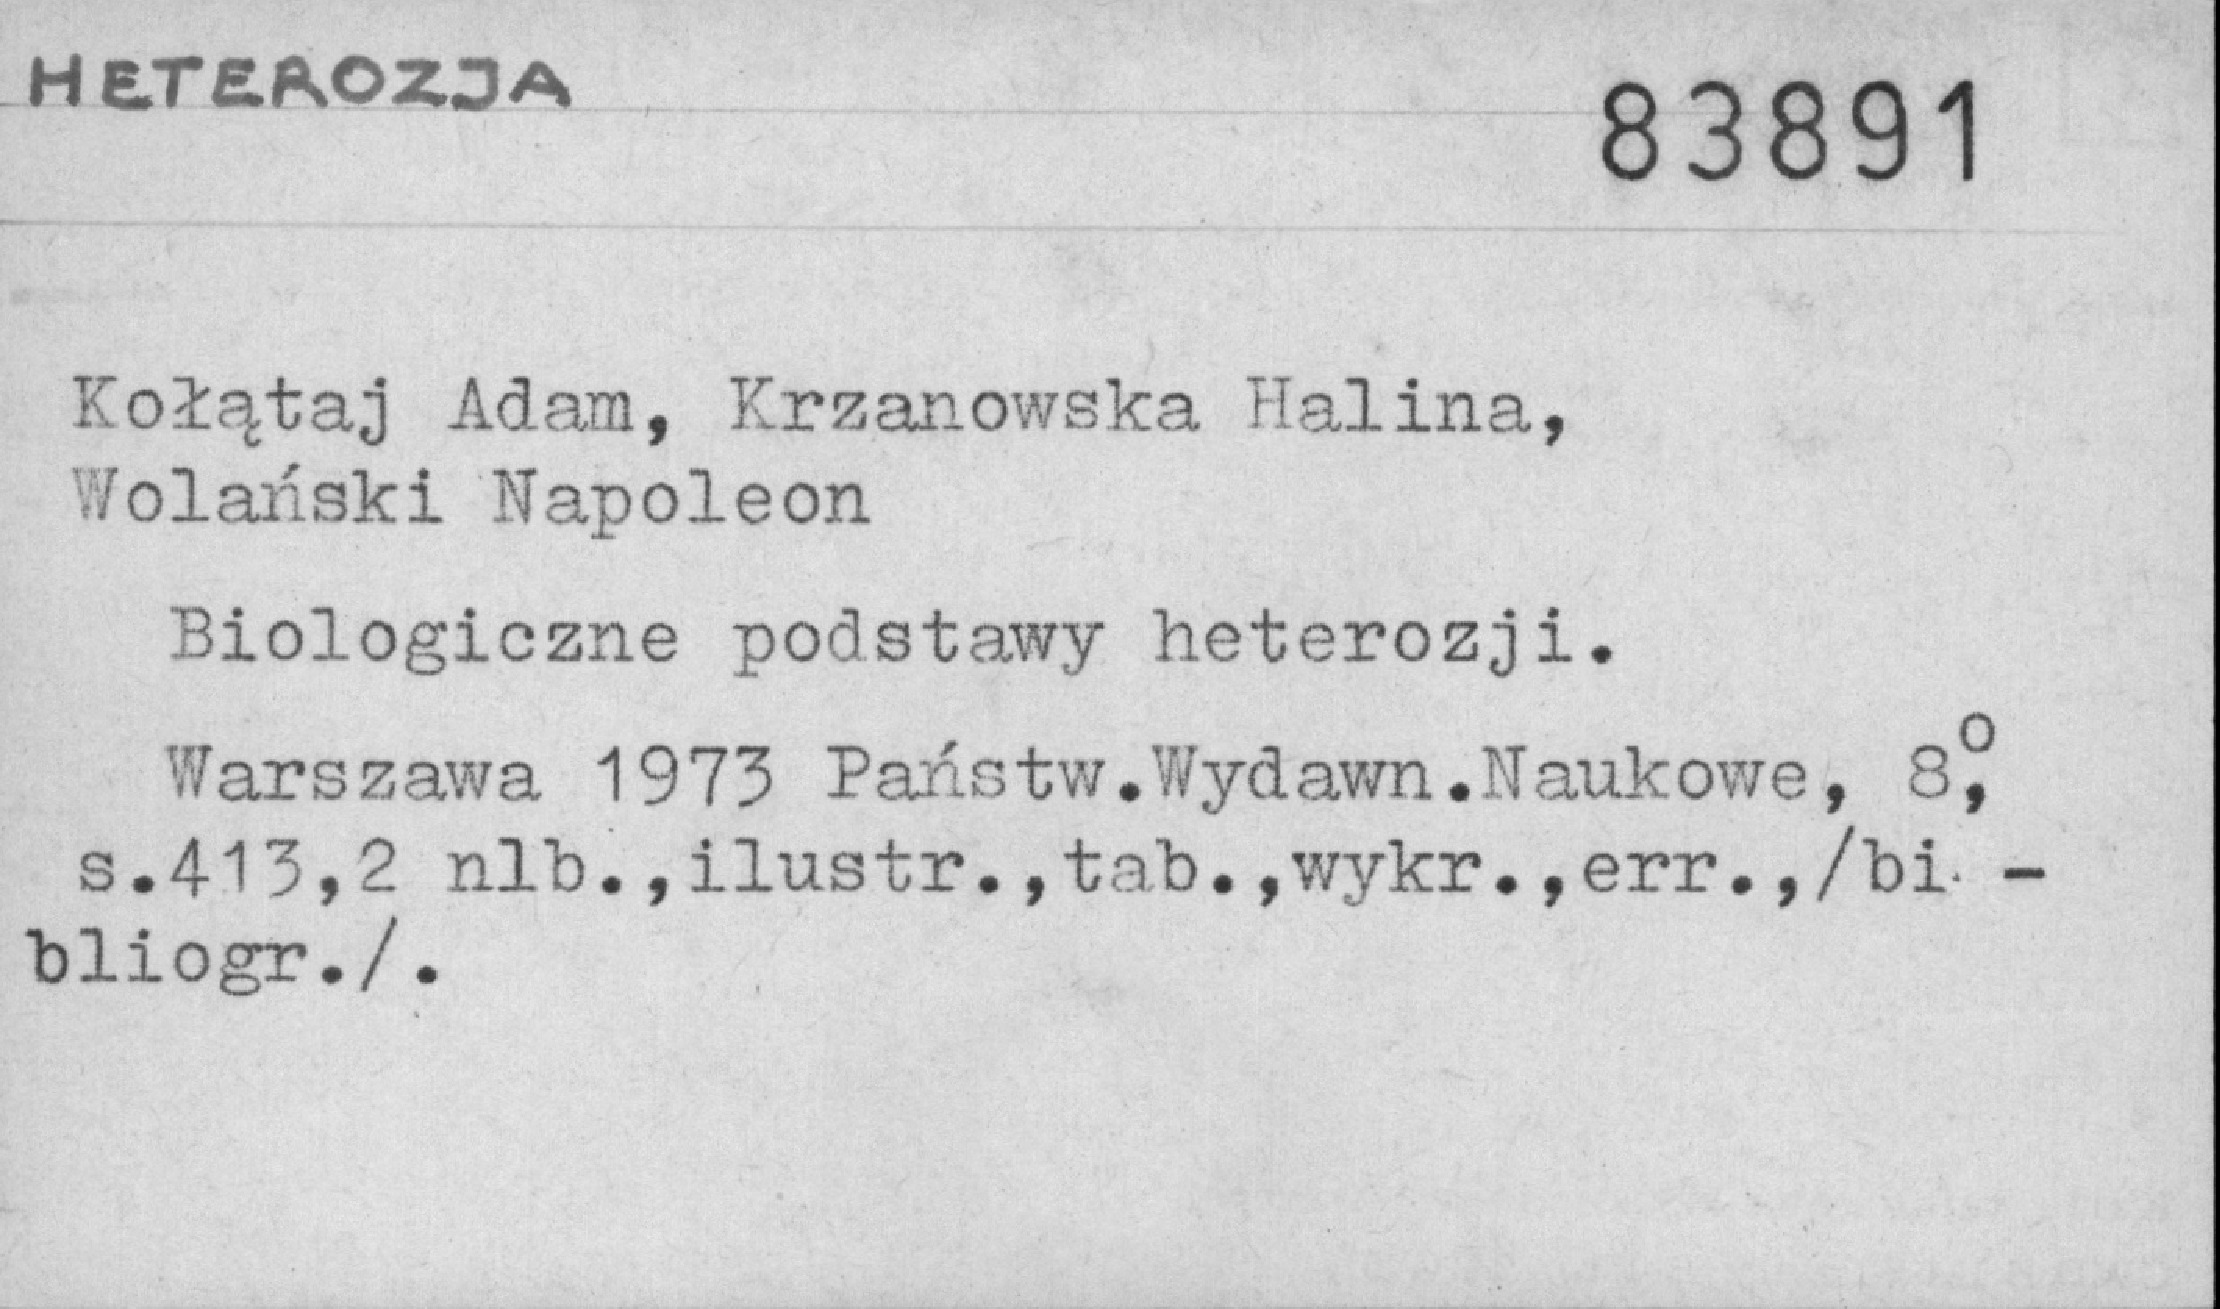 HETEROZJA
83891
Kołątaj Adam, Krzanowska Halina,
Wolański Napoleon
Biologiczne podstawy heterozji.
Warszawa 1973 Państw.Wydawn.Naukowe, 8°,
s.413,2 nlb.,ilustr.,tab.,wykr.,err.,/bi -
bliogr./.